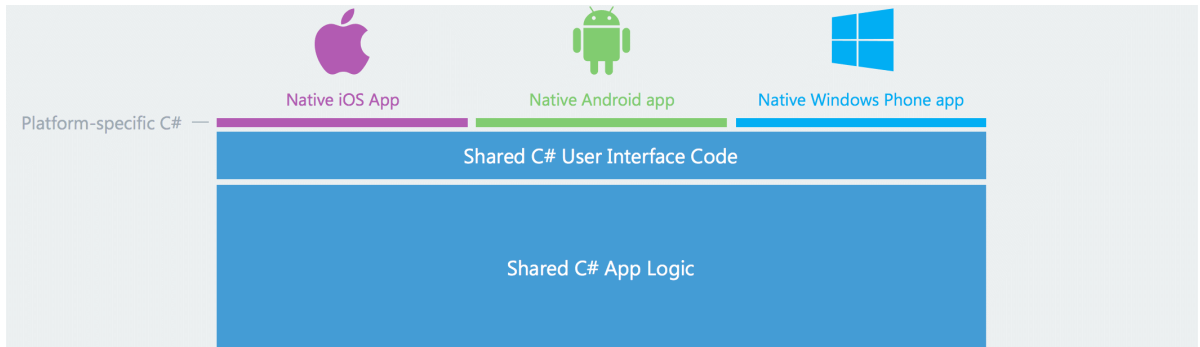 Native iOS App
Native Android app
Native Windows Phone app
Platform-specific C#
Shared C# User Interface Code
Shared C# App Logic